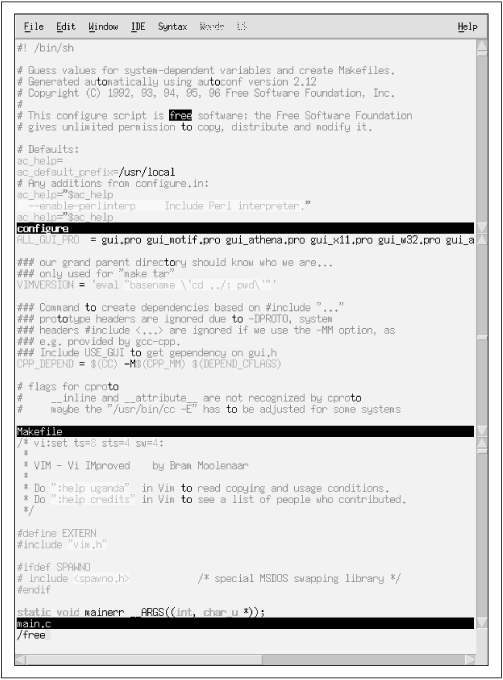 File Edit Window IDE Syntax Words Help
#! /bin/sh
# Guess values for system-dependent variables and create Makefiles.
# Generated automatically using autoconf version 2.12
# Copyright (C) 1992, 93, 94, 95, 96 Free Software Foundation, Inc.
#
# This configure script is free software; the Free Software Foundation
# gives unlimited permission to copy, distribute and modify it.
# Defaults:
ac_help=
ac_default_prefix=/usr/local
# Any additions from configure.in:
ac_help="$ac_help
--enable-perlinterp Include Perl interpreter."
ac_help="$ac_help
configure
ALL_GUI_PRO = gui.pro gui_motif.pro gui_athena.pro gui_x11.pro gui_w32.pro gui_a
### our grand parent directory should know who we are...
### only used for "make tar"
VIMVERSION = 'eval "basename \'cd ../; pwd\'"'
### Command to create dependencies based on #include "..."
### prototype headers are ignored due to -DPROTO, system
### headers #include <...> are ignored if we use the -MM option, as
### e.g. provided by gcc-cpp.
### Include USE_GUI to get gependency on gui.h
CPP_DEPEND = $(CC) -M$(CPP_MM) $(DEPEND_CFLAGS)
# flags for cproto
# __inline and __attribute__ are not recognized by cproto
# maybe the "/usr/bin/cc -E" has to be adjusted for some systems
Makefile
/* vi:set ts=8 sts=4 sw=4:
*
* VIM - Vi IMproved by Bram Moolenaar
*
* Do ":help uganda" in Vim to read copying and usage conditions.
* Do ":help credits" in Vim to see a list of people who contributed.
*/
#define EXTERN
#include "vim.h"
#ifdef SPAWNO
# include <spawno.h> /* special MSDOS swapping library */
#endif
static void mainerr __ARGS((int, char_u *));
main.c
/free